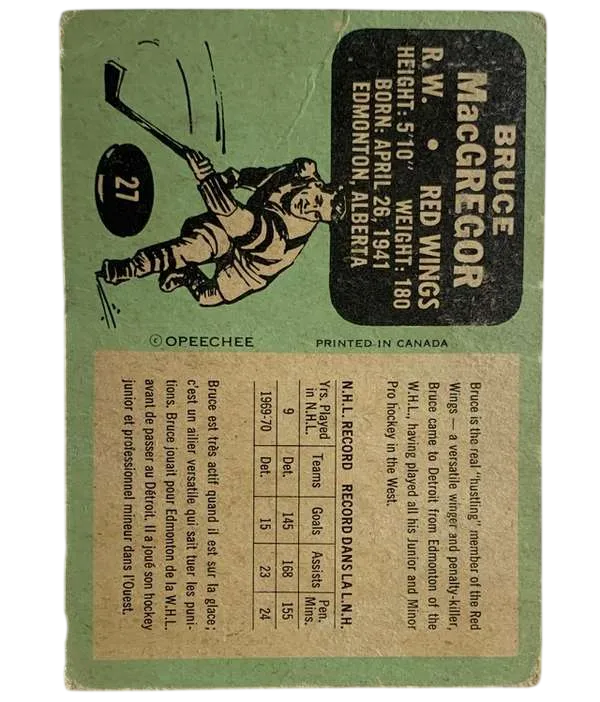 BRUCE
MacGREGOR
R.W. • RED WINGS
HEIGHT: 5'10" WEIGHT: 180
BORN: APRIL 26, 1941
EDMONTON, ALBERTA
27
© OPEECHEE PRINTED IN CANADA
Bruce is the real "hustling" member of the Red
Wings — a versatile winger and penalty-killer,
Bruce came to Detroit from Edmonton of the
W.H.L., having played all his Junior and Minor
Pro hockey in the West.
N.H.L. RECORD RECORD DANS LA L.N.H.
Yrs. Played in N.H.L. Teams Goals Assists Pen. Mins.
9 Det. 145 168 155
1969-70 Det. 15 23 24
Bruce est très actif quand il est sur la glace;
c'est un ailier versatile qui sait tuer les puni-
tions. Bruce jouait pour Edmonton de la W.H.L.
avant de passer au Détroit. Il a joué son hockey
junior et professionnel mineur dans l'Ouest.